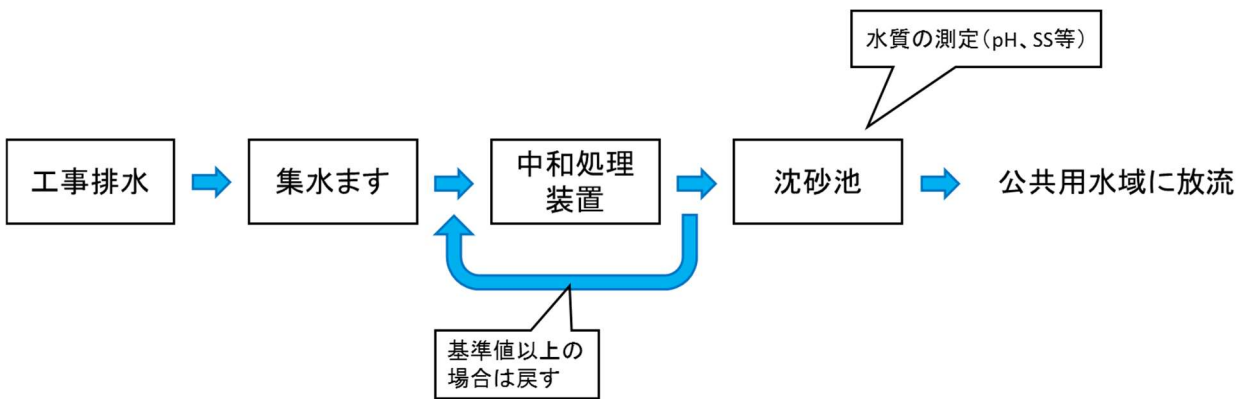 水質の測定（pH、SS等）
工事排水
集水ます
中和処理
装置
沈砂池
公共用水域に放流
基準値以上の
場合は戻す